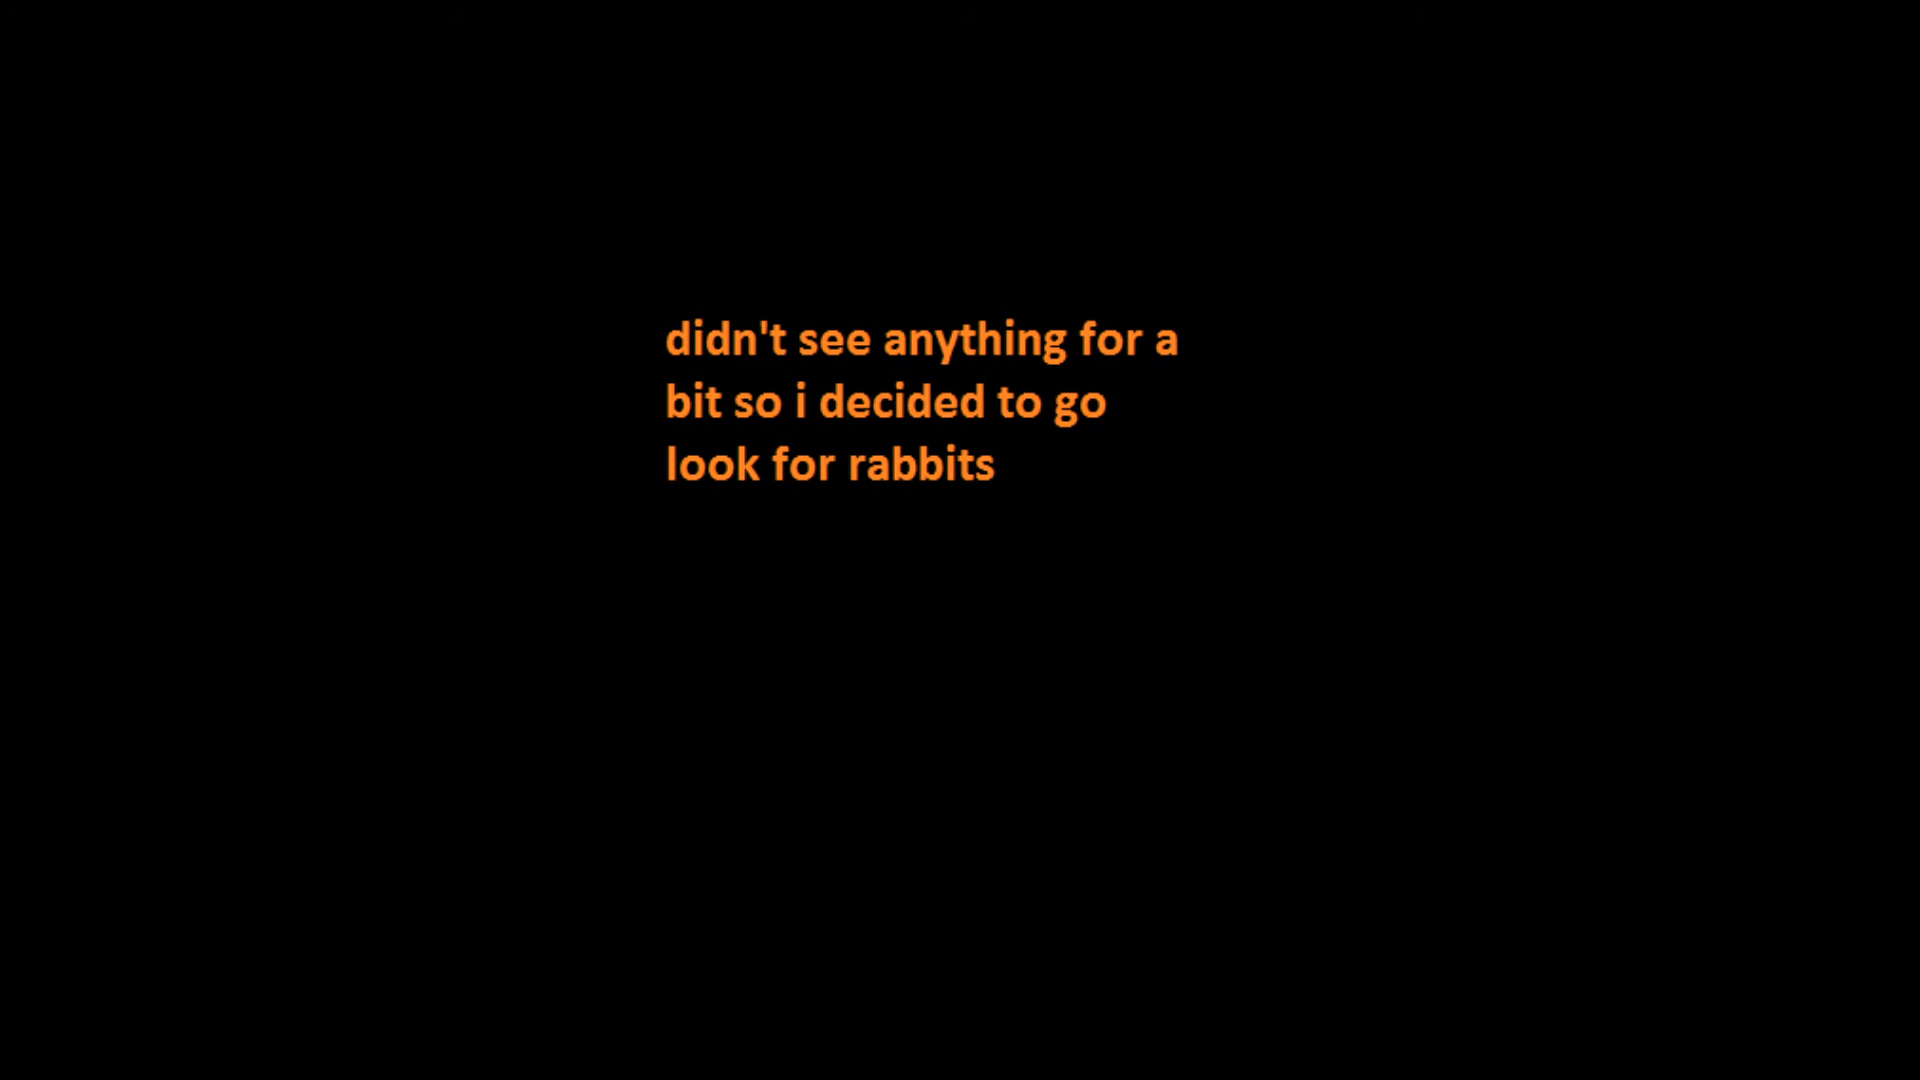 didn't see anything for a
bit so i decided to go
look for rabbits